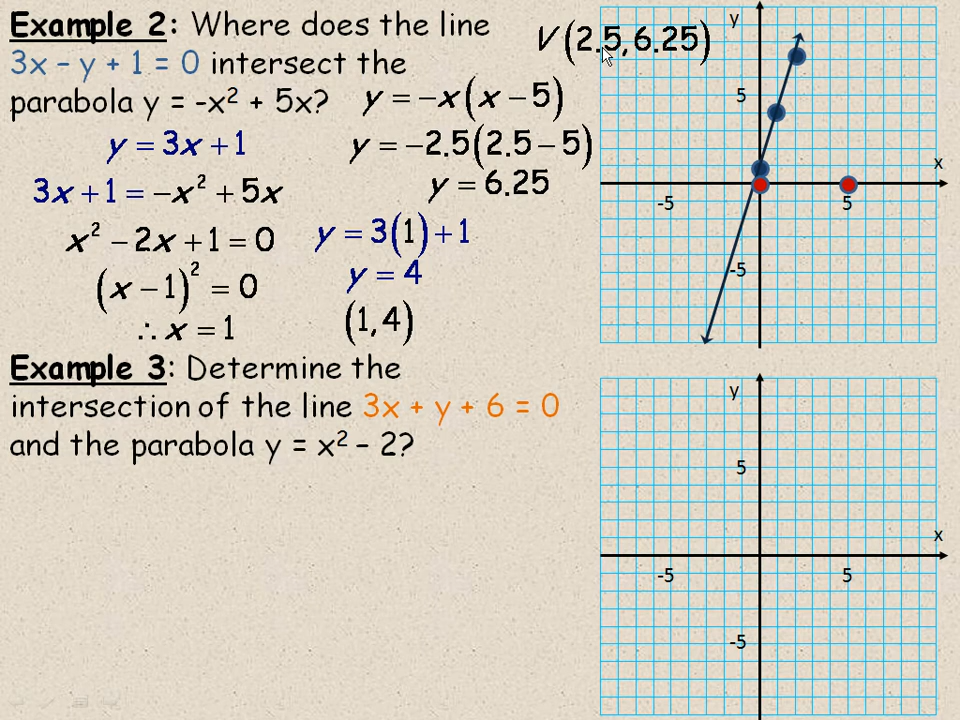 Example 2: Where does the line
3x – y + 1 = 0 intersect the
parabola y = -x² + 5x?
y = 3x + 1
3x + 1 = -x² + 5x
x² - 2x + 1 = 0
(x - 1)² = 0
∴ x = 1
V(2.5, 6.25)
y = -x(x - 5)
y = -2.5(2.5 - 5)
y = 6.25
y = 3(1) + 1
y = 4
(1, 4)
y
5
x
-5
5
-5
Example 3: Determine the
intersection of the line 3x + y + 6 = 0
and the parabola y = x² – 2?
y
5
x
-5
5
-5